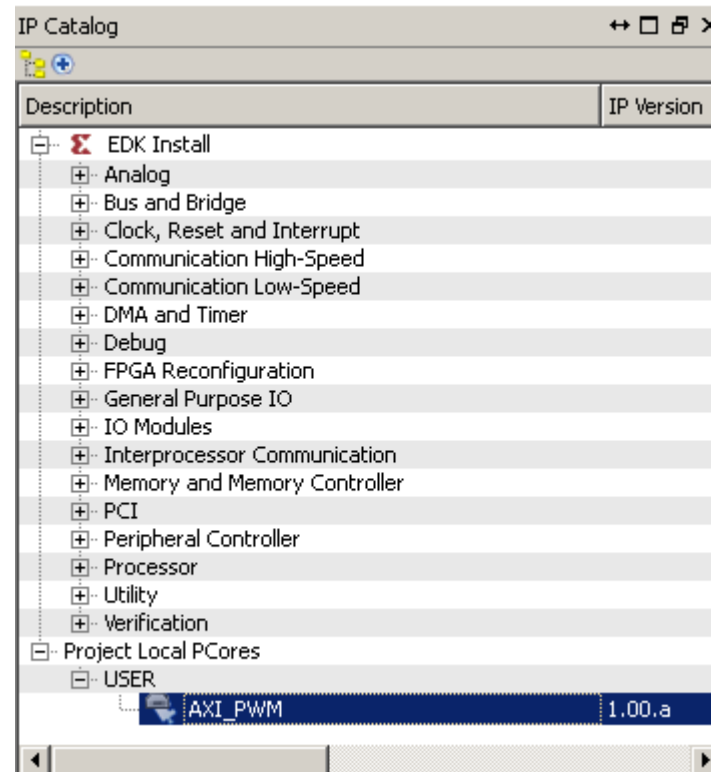 IP Catalog
Description IP Version
EDK Install
Analog
Bus and Bridge
Clock, Reset and Interrupt
Communication High-Speed
Communication Low-Speed
DMA and Timer
Debug
FPGA Reconfiguration
General Purpose IO
IO Modules
Interprocessor Communication
Memory and Memory Controller
PCI
Peripheral Controller
Processor
Utility
Verification
Project Local PCores
USER
AXI_PWM 1.00.a